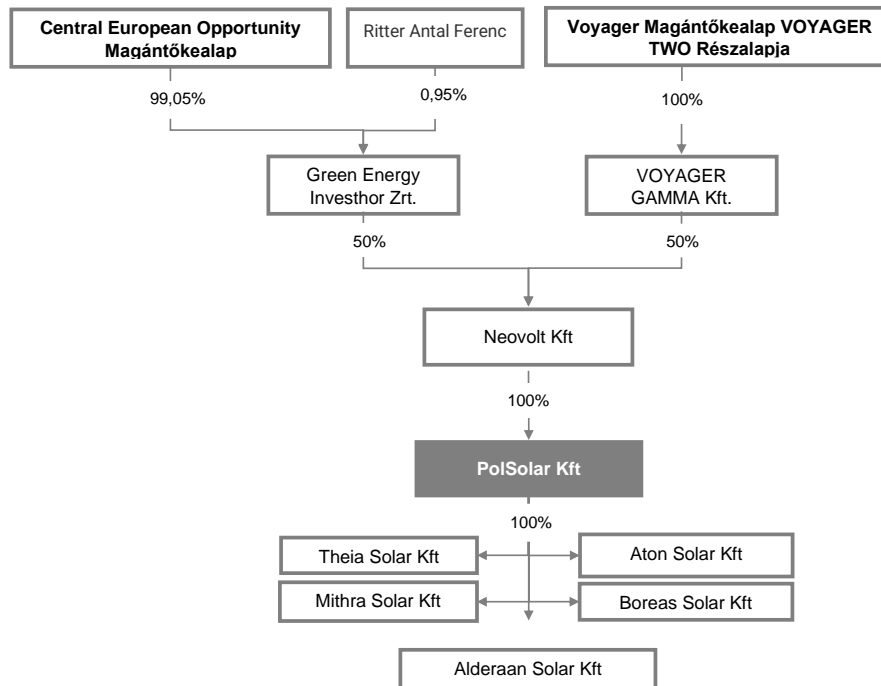 Central European Opportunity
Magántőkealap
Ritter Antal Ferenc
Voyager Magántőkealap VOYAGER
TWO Részalapja
99,05%
0,95%
100%
Green Energy
Investhor Zrt.
VOYAGER
GAMMA Kft.
50%
50%
Neovolt Kft
100%
PolSolar Kft
100%
Theia Solar Kft
Aton Solar Kft
Mithra Solar Kft
Boreas Solar Kft
Alderaan Solar Kft